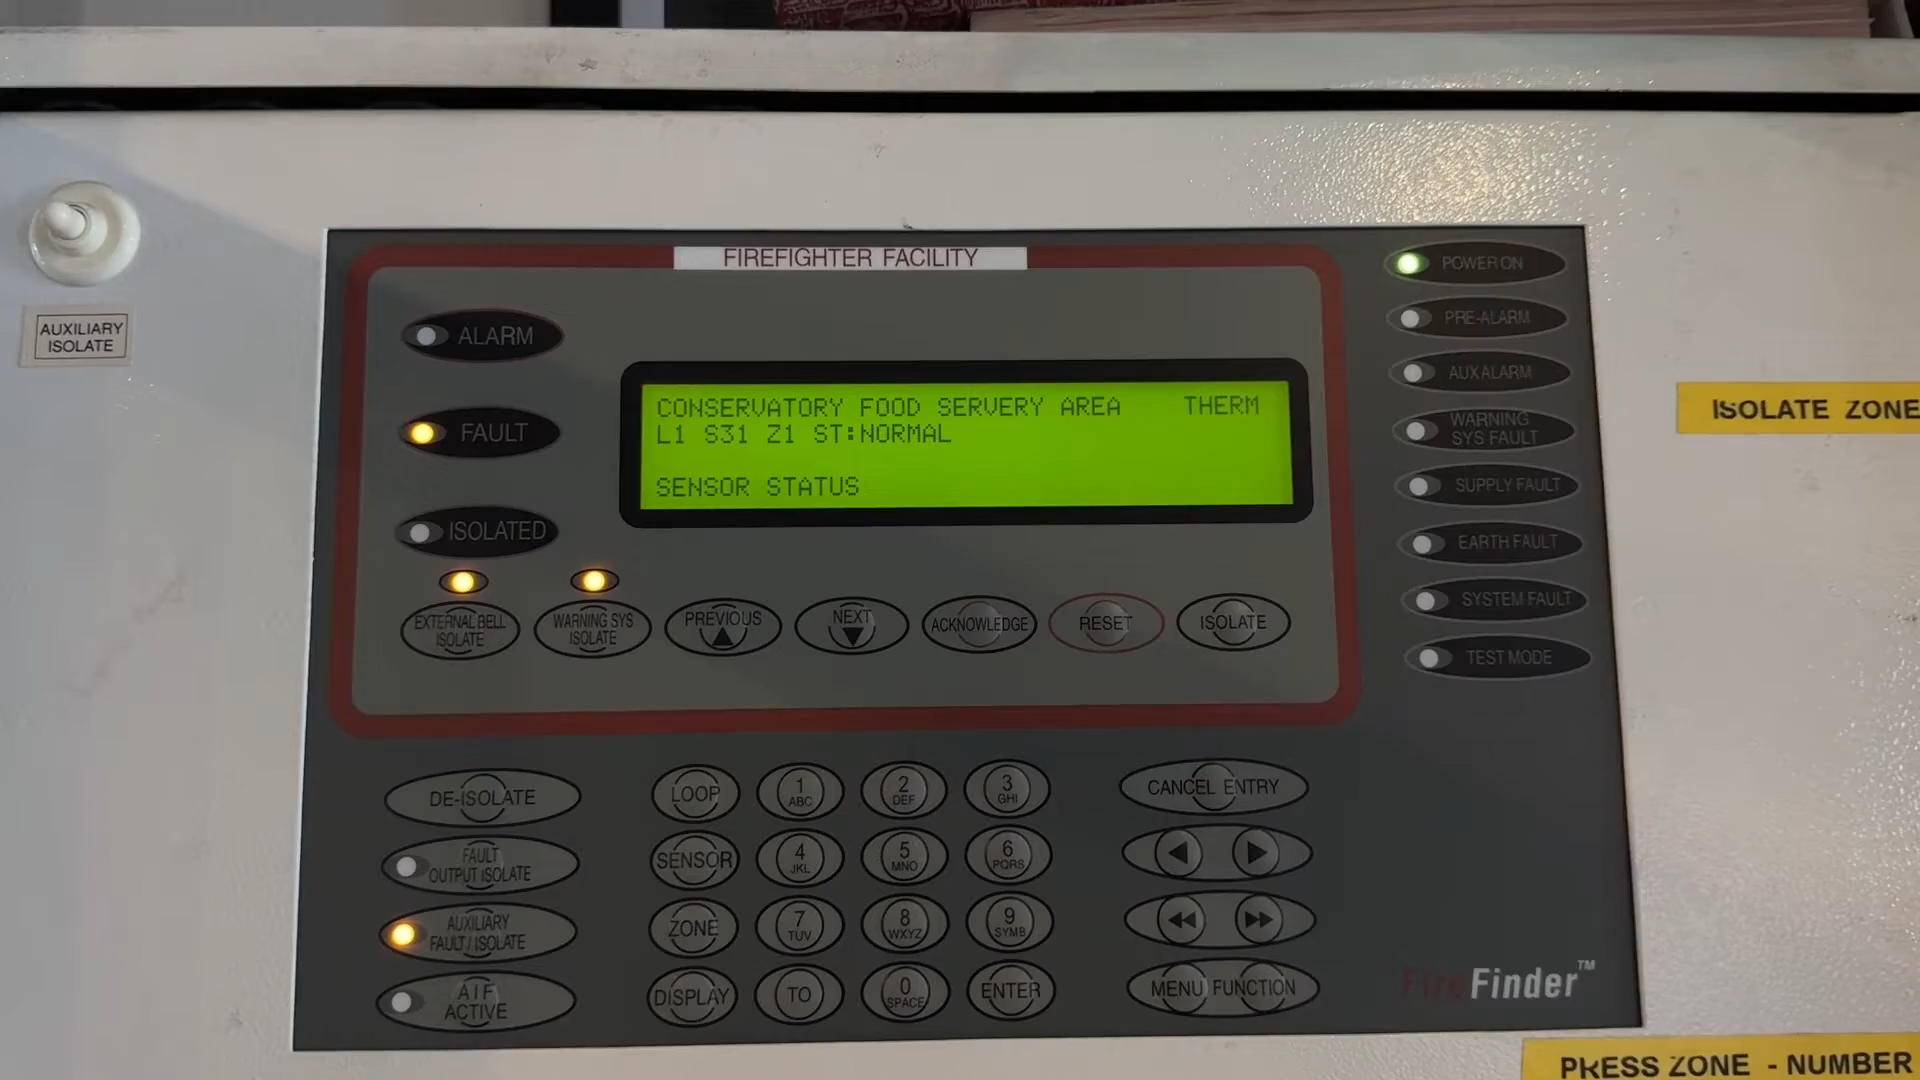 FIREFIGHTER FACILITY
AUXILIARY
ISOLATE
ALARM
FAULT
ISOLATED
CONSERVATORY FOOD SERVERY AREA THERM
L1 S31 Z1 ST:NORMAL
SENSOR STATUS
EXTERNAL BELL
ISOLATE
WARNING SYS
ISOLATE
PREVIOUS
NEXT
ACKNOWLEDGE
RESET
ISOLATE
POWER ON
PRE-ALARM
AUX ALARM
WARNING
SYS FAULT
SUPPLY FAULT
EARTH FAULT
SYSTEM FAULT
TEST MODE
ISOLATE ZONE
DE-ISOLATE
FAULT
OUTPUT ISOLATE
AUXILIARY
FAULT / ISOLATE
A I F
ACTIVE
LOOP
1
ABC
2
DEF
3
GHI
SENSOR
4
JKL
5
MNO
6
PQRS
ZONE
7
TUV
8
WXYZ
9
SYMB
DISPLAY
TO
0
SPACE
ENTER
CANCEL ENTRY
MENU FUNCTION
FireFinder™
PRESS ZONE - NUMBER